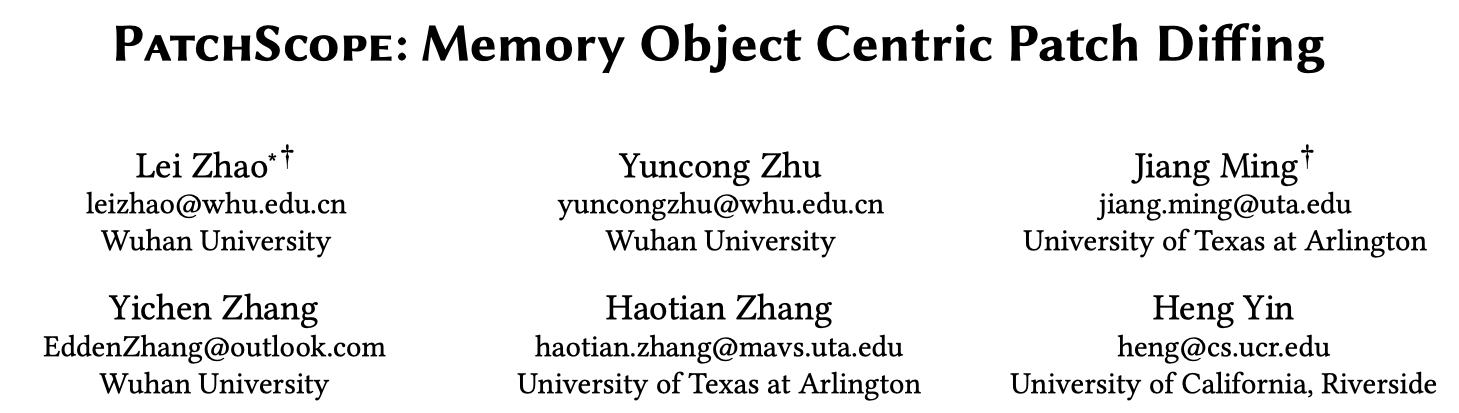 PATCHSCOPE: Memory Object Centric Patch Diffing
Lei Zhao*†
leizhao@whu.edu.cn
Wuhan University
Yuncong Zhu
yuncongzhu@whu.edu.cn
Wuhan University
Jiang Ming†
jiang.ming@uta.edu
University of Texas at Arlington
Yichen Zhang
EddenZhang@outlook.com
Wuhan University
Haotian Zhang
haotian.zhang@mavs.uta.edu
University of Texas at Arlington
Heng Yin
heng@cs.ucr.edu
University of California, Riverside